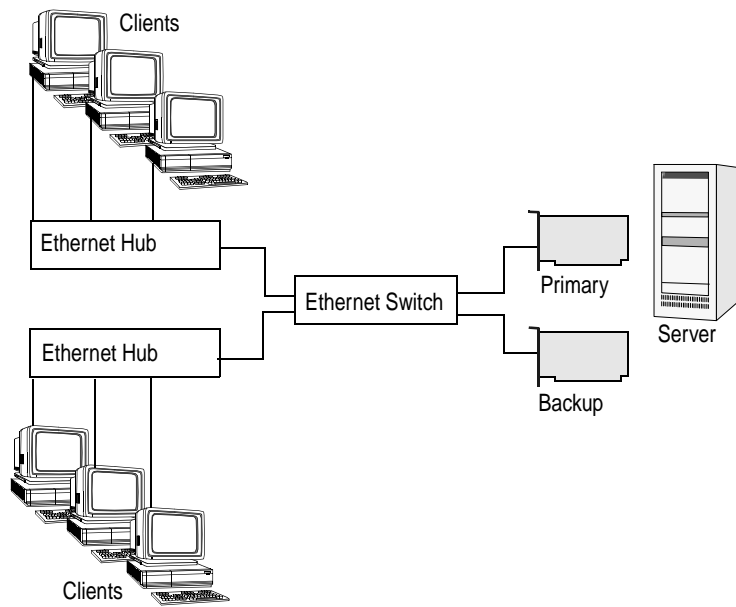 Clients
Ethernet Hub
Ethernet Switch
Primary
Server
Ethernet Hub
Backup
Clients